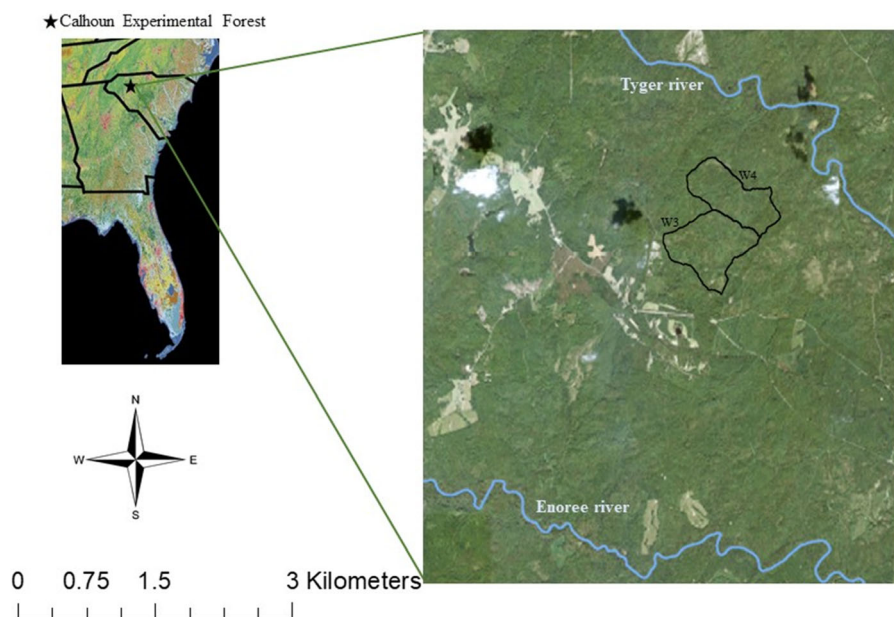 ★Calhoun Experimental Forest
Tyger river
W4
W3
Enoree river
N
W E
S
0 0.75 1.5 3 Kilometers